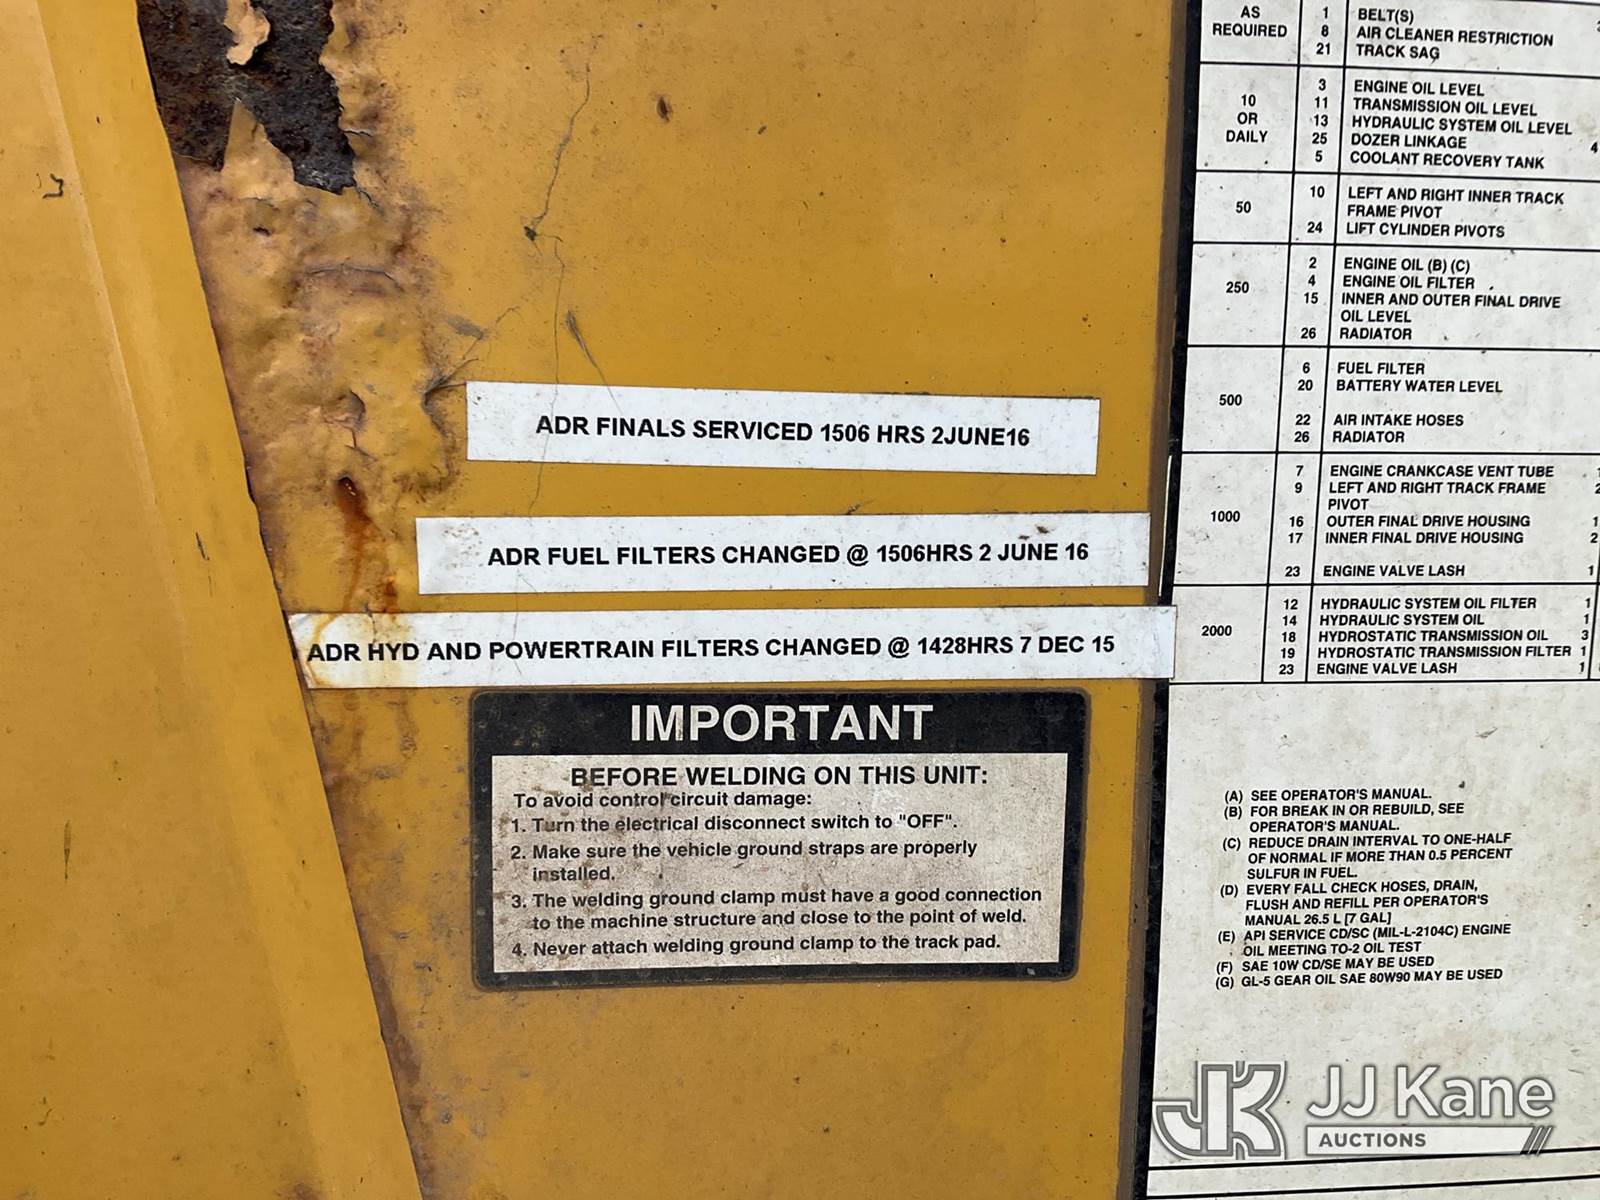 ADR FINALS SERVICED 1506 HRS 2JUNE16
ADR FUEL FILTERS CHANGED @ 1506HRS 2 JUNE 16
ADR HYD AND POWERTRAIN FILTERS CHANGED @ 1428HRS 7 DEC 15
IMPORTANT
BEFORE WELDING ON THIS UNIT:
To avoid control circuit damage:
1. Turn the electrical disconnect switch to "OFF".
2. Make sure the vehicle ground straps are properly
installed.
3. The welding ground clamp must have a good connection
to the machine structure and close to the point of weld.
4. Never attach welding ground clamp to the track pad.
AS REQUIRED
1 BELT(S)
8 AIR CLEANER RESTRICTION
21 TRACK SAG
10 OR DAILY
3 ENGINE OIL LEVEL
11 TRANSMISSION OIL LEVEL
13 HYDRAULIC SYSTEM OIL LEVEL
25 DOZER LINKAGE 4
5 COOLANT RECOVERY TANK
50
10 LEFT AND RIGHT INNER TRACK
FRAME PIVOT
24 LIFT CYLINDER PIVOTS
250
2 ENGINE OIL (B) (C)
4 ENGINE OIL FILTER
15 INNER AND OUTER FINAL DRIVE
OIL LEVEL
26 RADIATOR
500
6 FUEL FILTER
20 BATTERY WATER LEVEL
22 AIR INTAKE HOSES
26 RADIATOR
1000
7 ENGINE CRANKCASE VENT TUBE 1
9 LEFT AND RIGHT TRACK FRAME 2
PIVOT
16 OUTER FINAL DRIVE HOUSING 1
17 INNER FINAL DRIVE HOUSING 2
23 ENGINE VALVE LASH 1
2000
12 HYDRAULIC SYSTEM OIL FILTER 1
14 HYDRAULIC SYSTEM OIL 1
18 HYDROSTATIC TRANSMISSION OIL 3
19 HYDROSTATIC TRANSMISSION FILTER 1
23 ENGINE VALVE LASH 1
(A) SEE OPERATOR'S MANUAL.
(B) FOR BREAK IN OR REBUILD, SEE
OPERATOR'S MANUAL.
(C) REDUCE DRAIN INTERVAL TO ONE-HALF
OF NORMAL IF MORE THAN 0.5 PERCENT
SULFUR IN FUEL.
(D) EVERY FALL CHECK HOSES, DRAIN,
FLUSH AND REFILL PER OPERATOR'S
MANUAL 26.5 L [7 GAL]
(E) API SERVICE CD/SC (MIL-L-2104C) ENGINE
OIL MEETING TO-2 OIL TEST
(F) SAE 10W CD/SE MAY BE USED
(G) GL-5 GEAR OIL SAE 80W90 MAY BE USED
JK JJ Kane
AUCTIONS